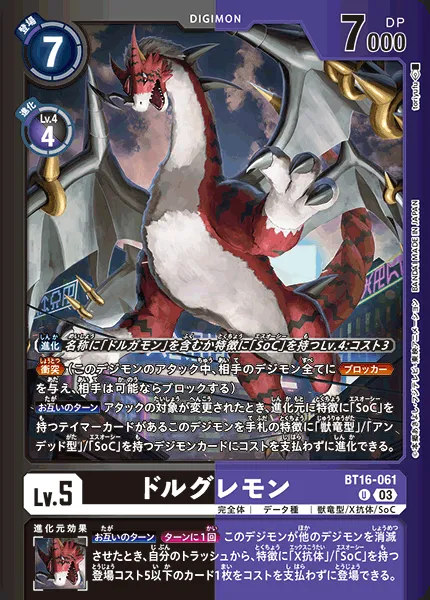 DIGIMON
登場
7
DP
7000
進化
Lv.4
4
進化 名称に「ドルガモン」を含むか特徴に「SoC」を持つLv.4:コスト3
衝突 (このデジモンのアタック中、相手のデジモン全てに ブロッカー
を与え、相手は可能ならブロックする)
お互いのターン アタックの対象が変更されたとき、進化元に特徴に「SoC」を
持つテイマーカードがあるこのデジモンを手札の特徴に「獣竜型」/「アン
デッド型」/「SoC」を持つデジモンカードにコストを支払わずに進化できる。
BT16-061
Lv.5
ドルグレモン
U 03
完全体 データ種 獣竜型/X抗体/SoC
進化元効果
お互いのターン ターンに1回 このデジモンが他のデジモンを消滅
させたとき、自分のトラッシュから、特徴に「X抗体」/「SoC」を持つ
登場コスト5以下のカード1枚をコストを支払わずに登場できる。
BANDAI MADE IN JAPAN